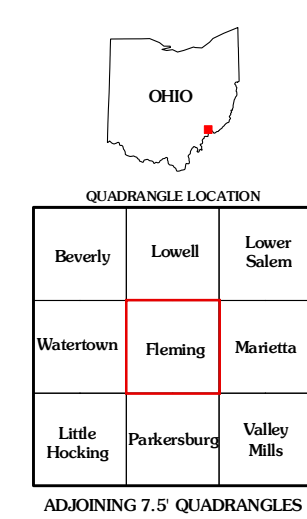 OHIO
QUADRANGLE LOCATION
Beverly
Lowell
Lower
Salem
Watertown
Fleming
Marietta
Little
Hocking
Parkersburg
Valley
Mills
ADJOINING 7.5' QUADRANGLES